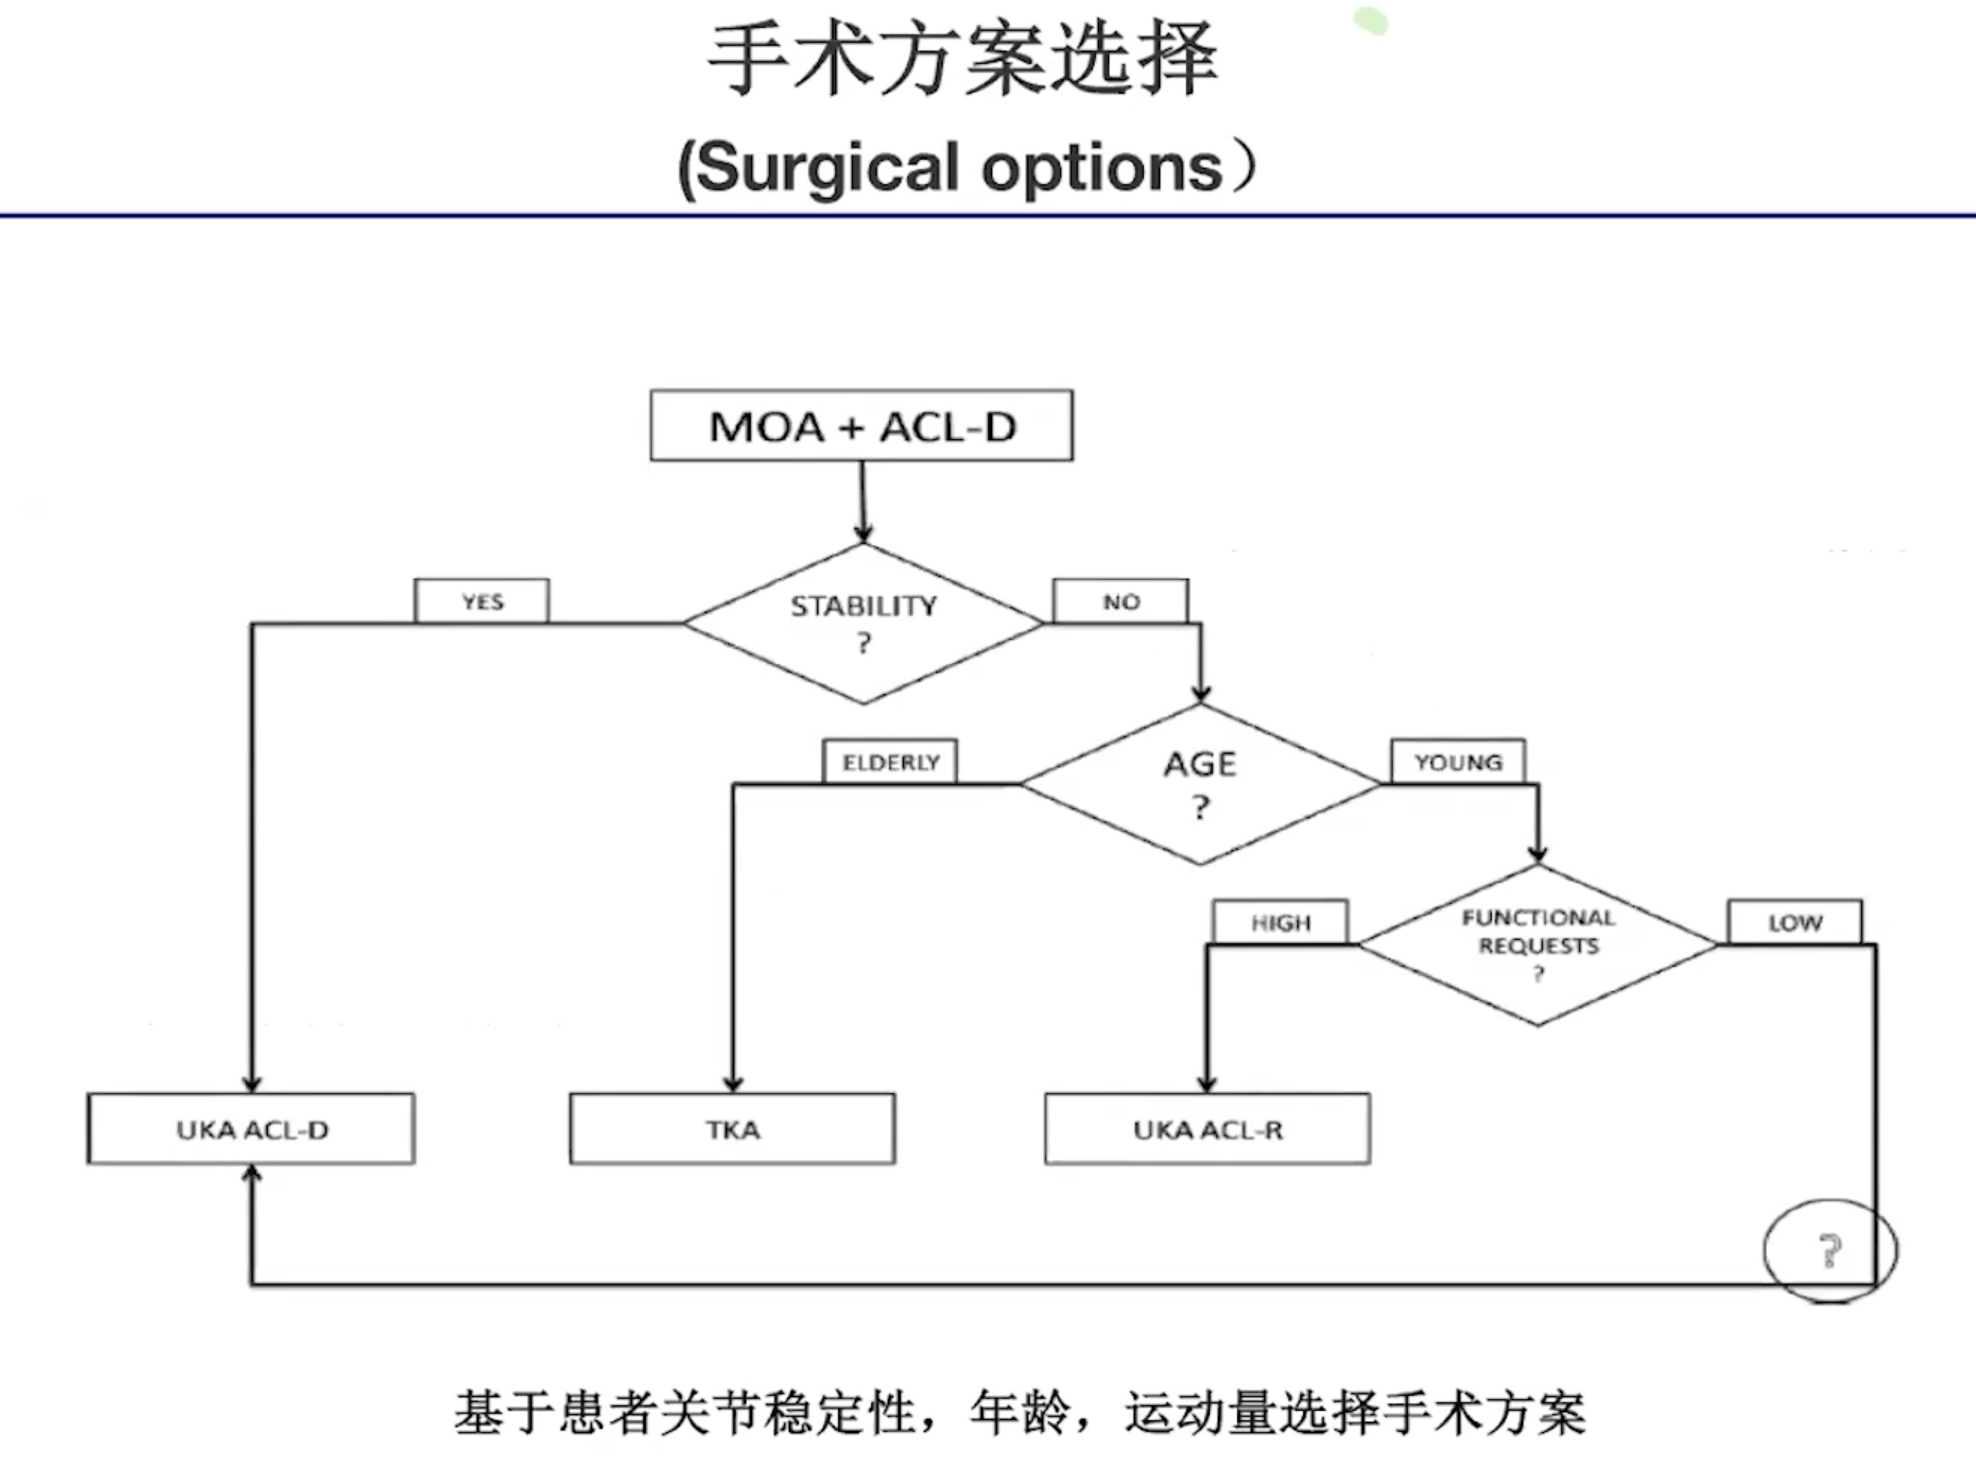 手术方案选择
(Surgical options）
MOA + ACL-D
YES
STABILITY
?
NO
ELDERLY
AGE
?
YOUNG
HIGH
FUNCTIONAL
REQUESTS
?
LOW
UKA ACL-D
TKA
UKA ACL-R
?
基于患者关节稳定性，年龄，运动量选择手术方案